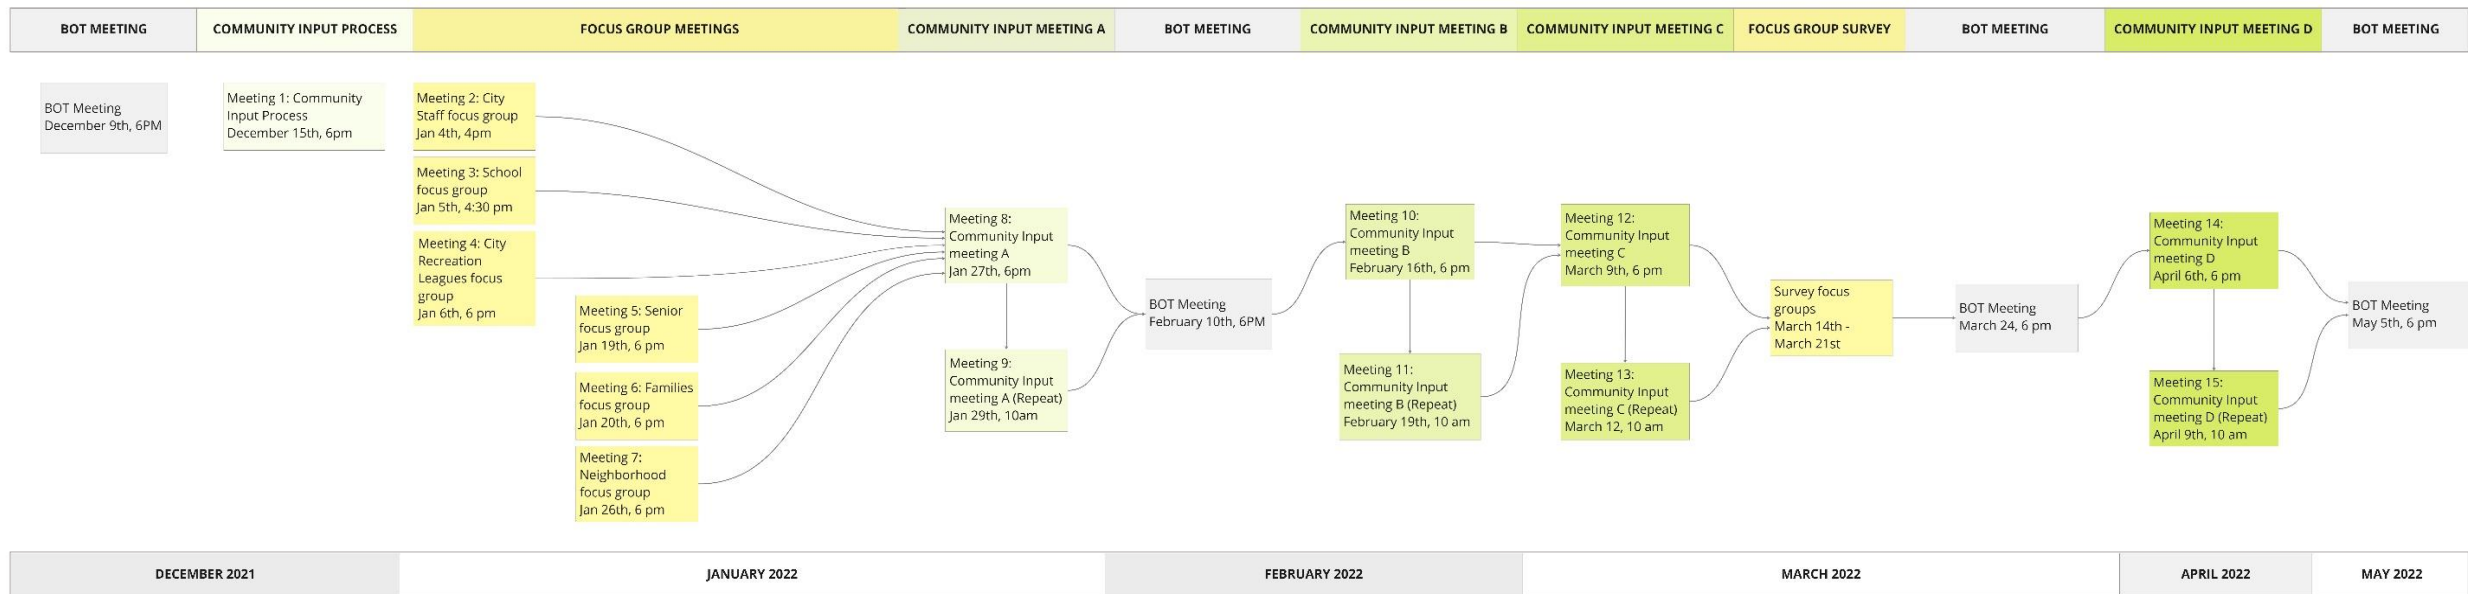 BOT MEETING
COMMUNITY INPUT PROCESS
FOCUS GROUP MEETINGS
COMMUNITY INPUT MEETING A
BOT MEETING
COMMUNITY INPUT MEETING B
COMMUNITY INPUT MEETING C
FOCUS GROUP SURVEY
BOT MEETING
COMMUNITY INPUT MEETING D
BOT MEETING
BOT Meeting
December 9th, 6PM
Meeting 1: Community
Input Process
December 15th, 6pm
Meeting 2: City
Staff focus group
Jan 4th, 4pm
Meeting 3: School
focus group
Jan 5th, 4:30 pm
Meeting 4: City
Recreation
Leagues focus
group
Jan 6th, 6 pm
Meeting 5: Senior
focus group
Jan 19th, 6 pm
Meeting 6: Families
focus group
Jan 20th, 6 pm
Meeting 7:
Neighborhood
focus group
Jan 26th, 6 pm
Meeting 8:
Community Input
meeting A
Jan 27th, 6pm
Meeting 9:
Community Input
meeting A (Repeat)
Jan 29th, 10am
BOT Meeting
February 10th, 6PM
Meeting 10:
Community Input
meeting B
February 16th, 6 pm
Meeting 11:
Community Input
meeting B (Repeat)
February 19th, 10 am
Meeting 12:
Community Input
meeting C
March 9th, 6 pm
Meeting 13:
Community Input
meeting C (Repeat)
March 12, 10 am
Survey focus
groups
March 14th -
March 21st
BOT Meeting
March 24, 6 pm
Meeting 14:
Community Input
meeting D
April 6th, 6 pm
Meeting 15:
Community Input
meeting D (Repeat)
April 9th, 10 am
BOT Meeting
May 5th, 6 pm
DECEMBER 2021
JANUARY 2022
FEBRUARY 2022
MARCH 2022
APRIL 2022
MAY 2022